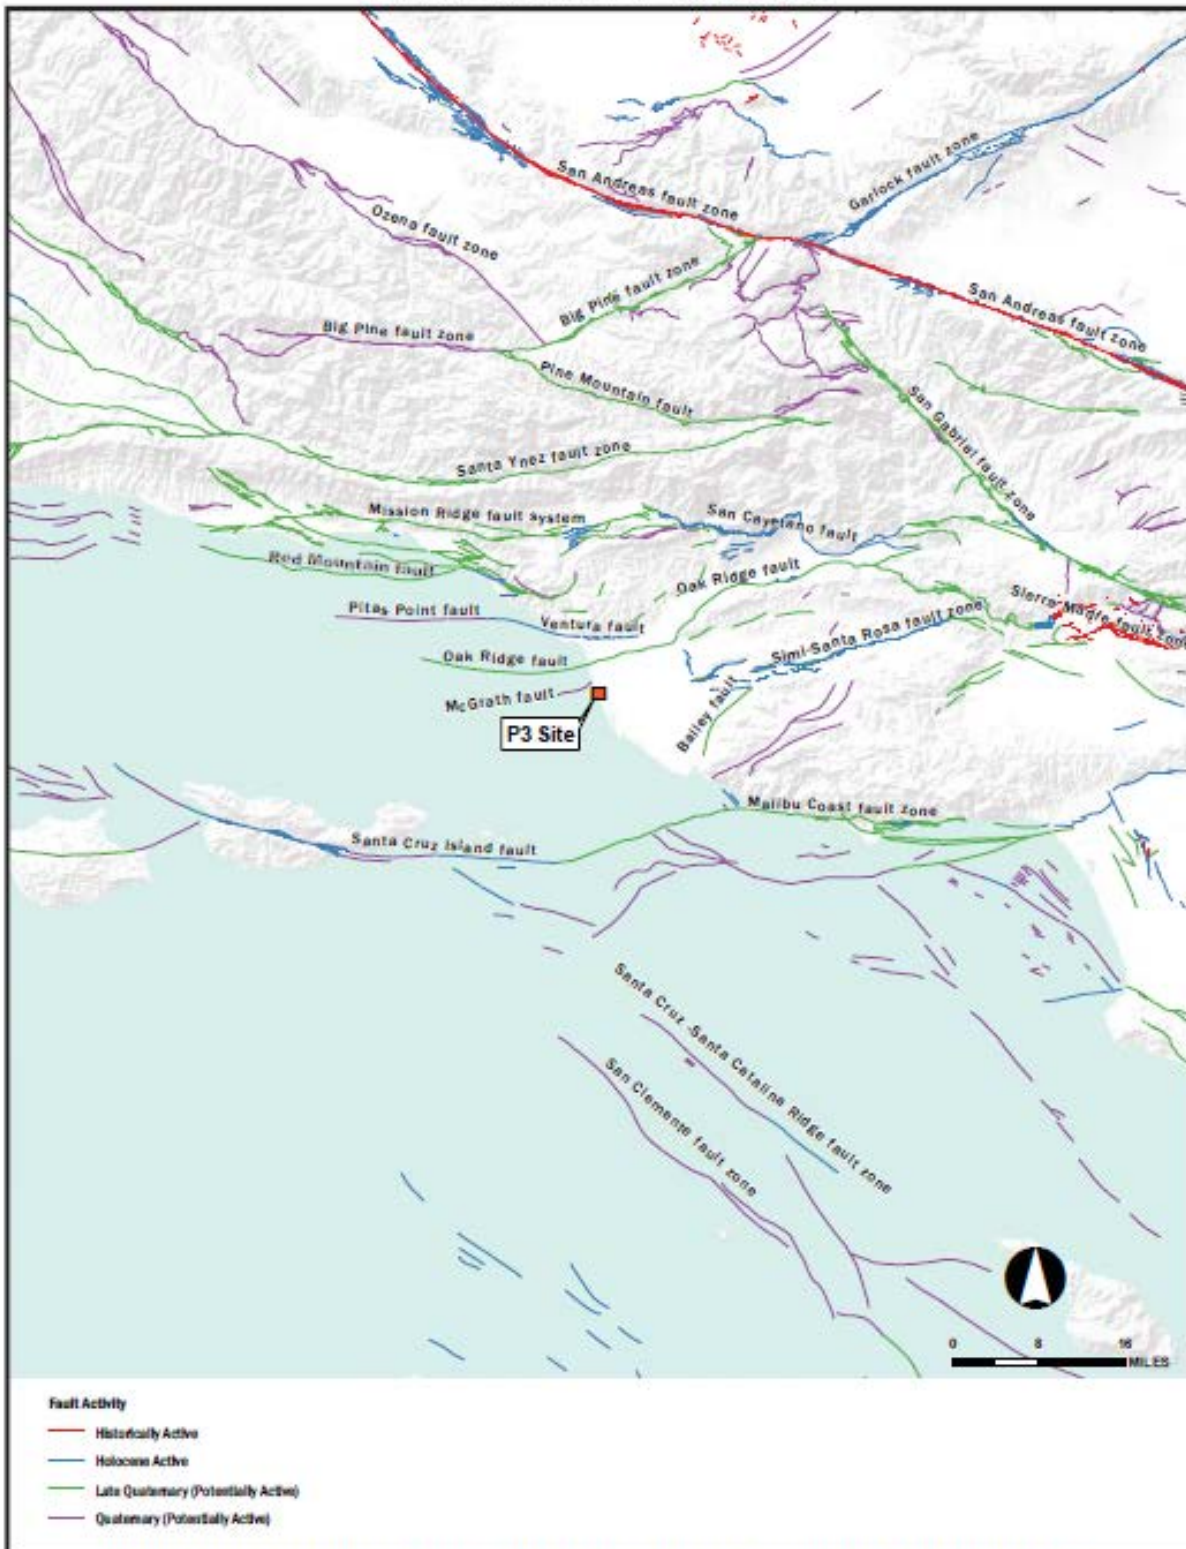 San Andreas fault zone
Garlock fault zone
Ozena fault zone
Big Pine fault zone
San Andreas fault zone
Big Pine fault zone
Pine Mountain fault
San Gabriel fault zone
Santa Ynez fault zone
Mission Ridge fault system
San Cayetano fault
Red Mountain fault
Oak Ridge fault
Sierra Madre fault zone
Pitas Point fault
Ventura fault
Simi-Santa Rosa fault zone
Oak Ridge fault
McGrath fault
Bailey fault
P3 Site
Malibu Coast fault zone
Santa Cruz Island fault
Santa Cruz -Santa Catalina Ridge fault zone
San Clemente fault zone
0 8 16
MILES
Fault Activity
Historically Active
Holocene Active
Late Quaternary (Potentially Active)
Quaternary (Potentially Active)